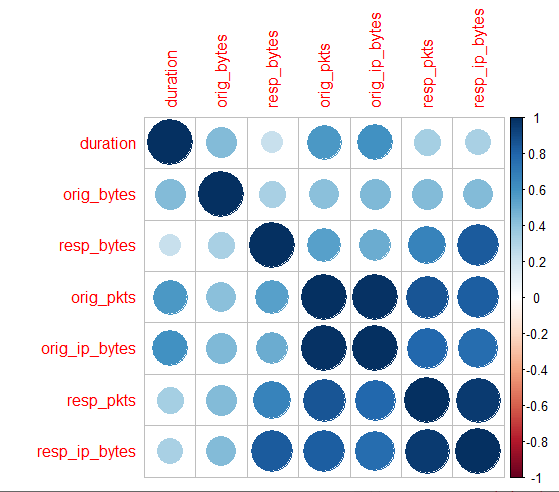 duration
orig_bytes
resp_bytes
orig_pkts
orig_ip_bytes
resp_pkts
resp_ip_bytes
duration
orig_bytes
resp_bytes
orig_pkts
orig_ip_bytes
resp_pkts
resp_ip_bytes
1
0.8
0.6
0.4
0.2
0
-0.2
-0.4
-0.6
-0.8
-1